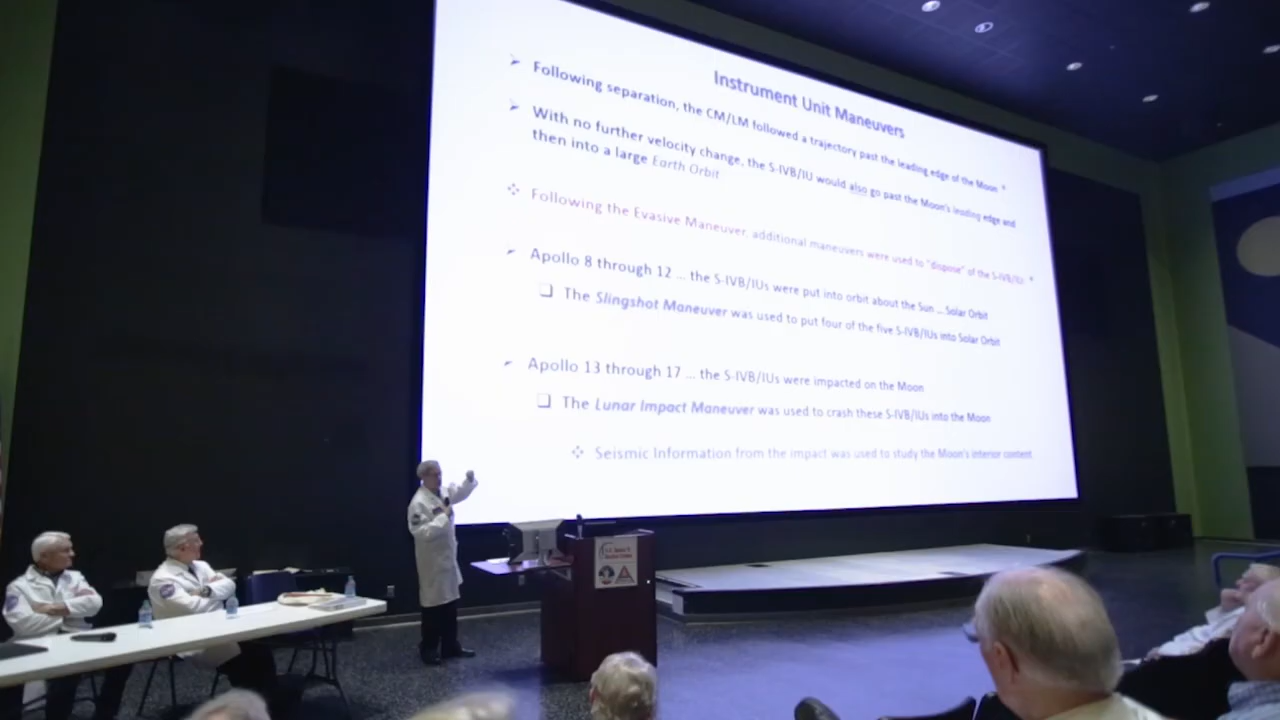 Instrument Unit Maneuvers
Following separation, the CM/LM followed a trajectory past the leading edge of the Moon *
With no further velocity change, the S-IVB/IU would also go past the Moon's leading edge and
then into a large Earth Orbit
Following the Evasive Maneuver, additional maneuvers were used to "dispose" of the S-IVB/IU *
Apollo 8 through 12 ... the S-IVB/IUs were put into orbit about the Sun ... Solar Orbit
The Slingshot Maneuver was used to put four of the five S-IVB/IUs into Solar Orbit
Apollo 13 through 17 ... the S-IVB/IUs were impacted on the Moon
The Lunar Impact Maneuver was used to crash these S-IVB/IUs into the Moon
Seismic Information from the impact was used to study the Moon's interior content
U.S. Space &
Rocket Center